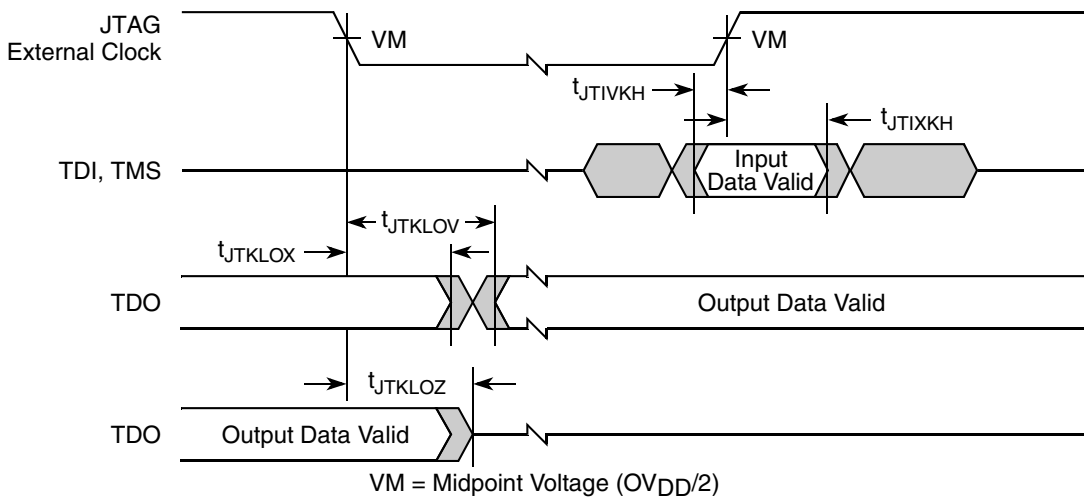 JTAG
External Clock
VM
VM
tJTIVKH
tJTIXKH
TDI, TMS
Input
Data Valid
tJTKLOV
tJTKLOX
TDO
Output Data Valid
tJTKLOZ
TDO
Output Data Valid
VM = Midpoint Voltage (OVDD/2)